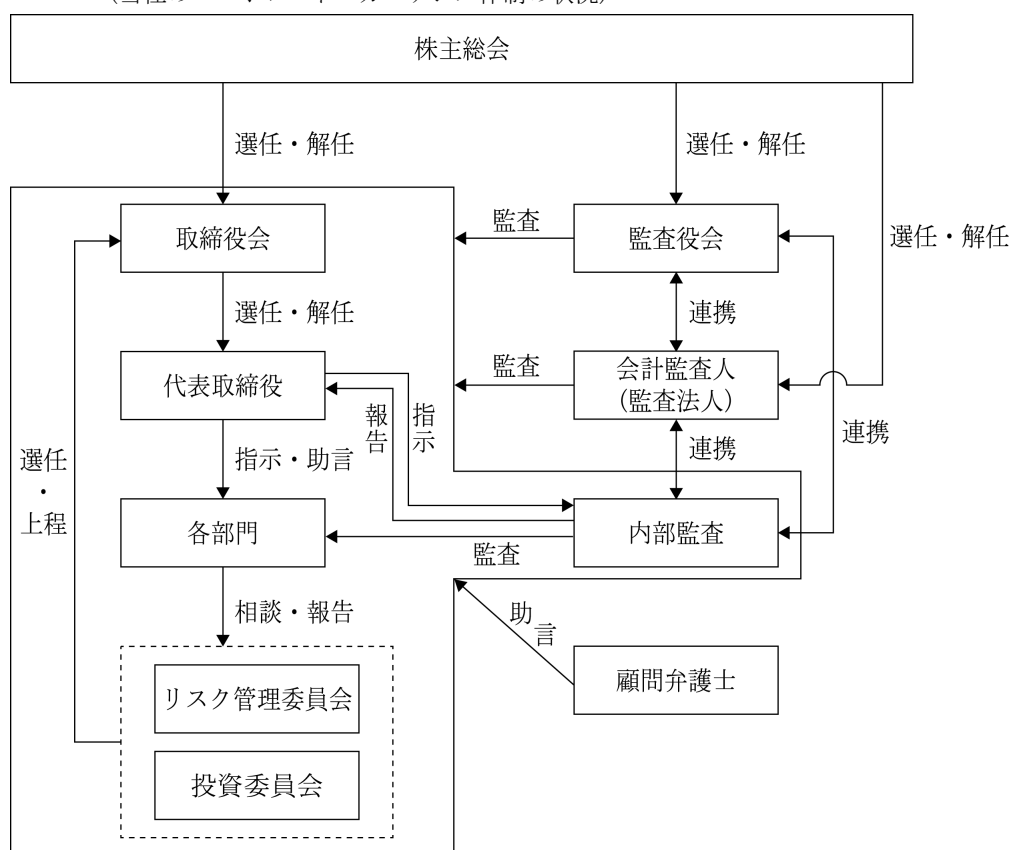 株主総会
選任・解任
選任・解任
選任・解任
取締役会
監査
監査役会
選任・解任
連携
代表取締役
監査
会計監査人
(監査法人)
報告
指示
連携
指示・助言
連携
選任・上程
各部門
監査
内部監査
相談・報告
助言
リスク管理委員会
投資委員会
顧問弁護士